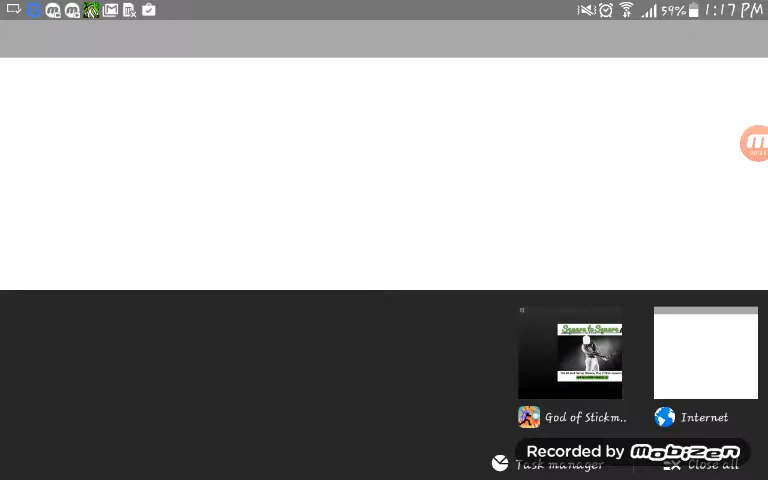 59% 1:17 PM
Square to Square
God of Stickm..
Internet
Recorded by MOBIZEN
Task manager
Close all